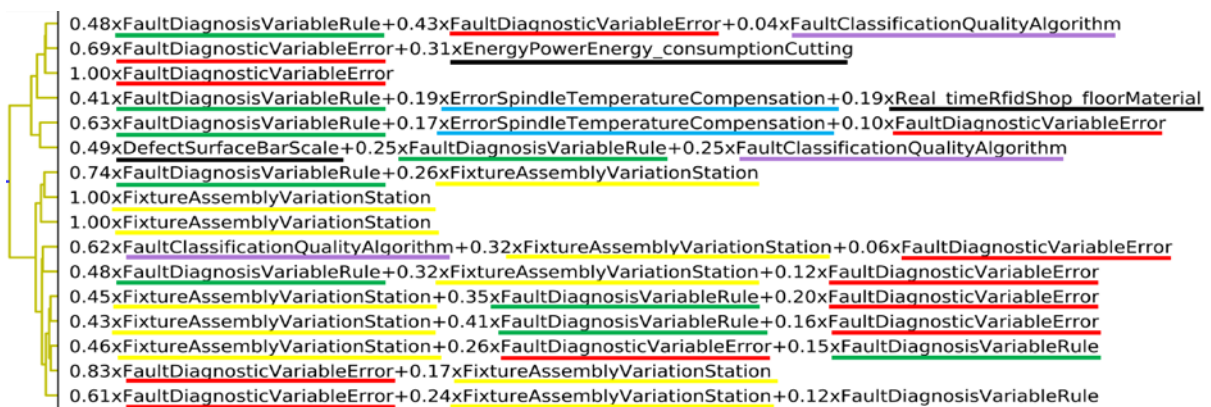 0.48xFaultDiagnosisVariableRule+0.43xFaultDiagnosticVariableError+0.04xFaultClassificationQualityAlgorithm
0.69xFaultDiagnosticVariableError+0.31xEnergyPowerEnergy_consumptionCutting
1.00xFaultDiagnosticVariableError
0.41xFaultDiagnosisVariableRule+0.19xErrorSpindleTemperatureCompensation+0.19xReal_timeRfidShop_floorMaterial
0.63xFaultDiagnosisVariableRule+0.17xErrorSpindleTemperatureCompensation+0.10xFaultDiagnosticVariableError
0.49xDefectSurfaceBarScale+0.25xFaultDiagnosisVariableRule+0.25xFaultClassificationQualityAlgorithm
0.74xFaultDiagnosisVariableRule+0.26xFixtureAssemblyVariationStation
1.00xFixtureAssemblyVariationStation
1.00xFixtureAssemblyVariationStation
0.62xFaultClassificationQualityAlgorithm+0.32xFixtureAssemblyVariationStation+0.06xFaultDiagnosticVariableError
0.48xFaultDiagnosisVariableRule+0.32xFixtureAssemblyVariationStation+0.12xFaultDiagnosticVariableError
0.45xFixtureAssemblyVariationStation+0.35xFaultDiagnosisVariableRule+0.20xFaultDiagnosticVariableError
0.43xFixtureAssemblyVariationStation+0.41xFaultDiagnosisVariableRule+0.16xFaultDiagnosticVariableError
0.46xFixtureAssemblyVariationStation+0.26xFaultDiagnosticVariableError+0.15xFaultDiagnosisVariableRule
0.83xFaultDiagnosticVariableError+0.17xFixtureAssemblyVariationStation
0.61xFaultDiagnosticVariableError+0.24xFixtureAssemblyVariationStation+0.12xFaultDiagnosisVariableRule